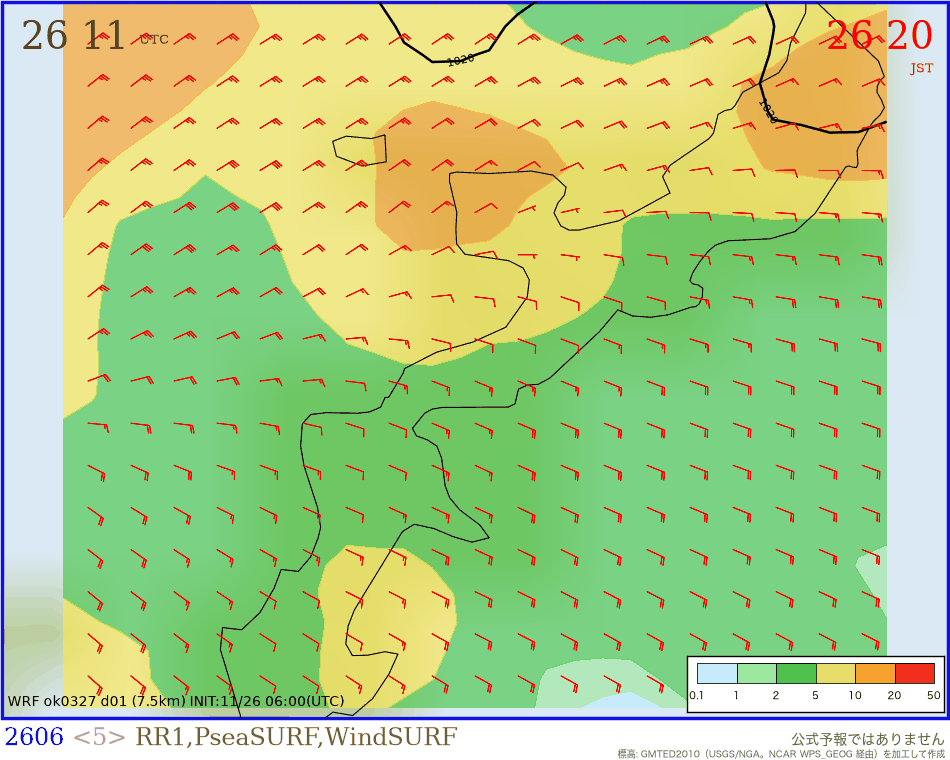 26 11 UTC
26 20
JST
1020
1020
0.1 1 2 5 10 20 50
WRF ok0327 d01 (7.5km) INIT:11/26 06:00(UTC)
2606 <5> RR1,PseaSURF,WindSURF
公式予報ではありません
標高: GMTED2010（USGS/NGA。NCAR WPS_GEOG 経由）を加工して作成